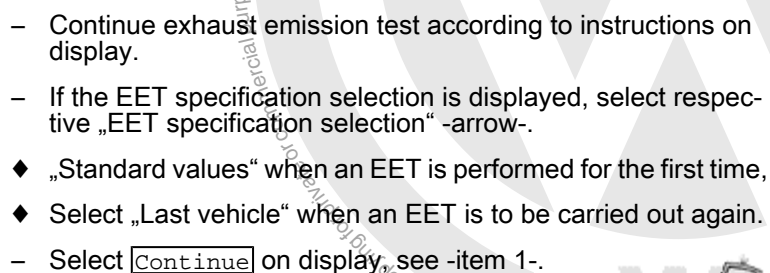 – Continue exhaust emission test according to instructions on
display.
– If the EET specification selection is displayed, select respec-
tive „EET specification selection“ -arrow-.
♦ „Standard values“ when an EET is performed for the first time,
♦ Select „Last vehicle“ when an EET is to be carried out again.
– Select Continue on display, see -item 1-.